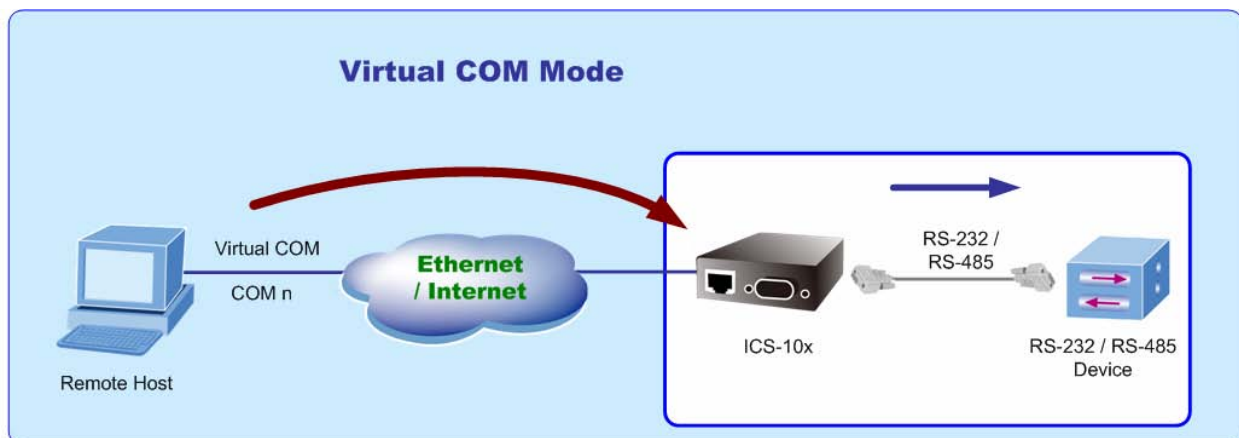 Virtual COM Mode
Virtual COM
COM n
Ethernet
/ Internet
RS-232 /
RS-485
Remote Host
ICS-10x
RS-232 / RS-485
Device